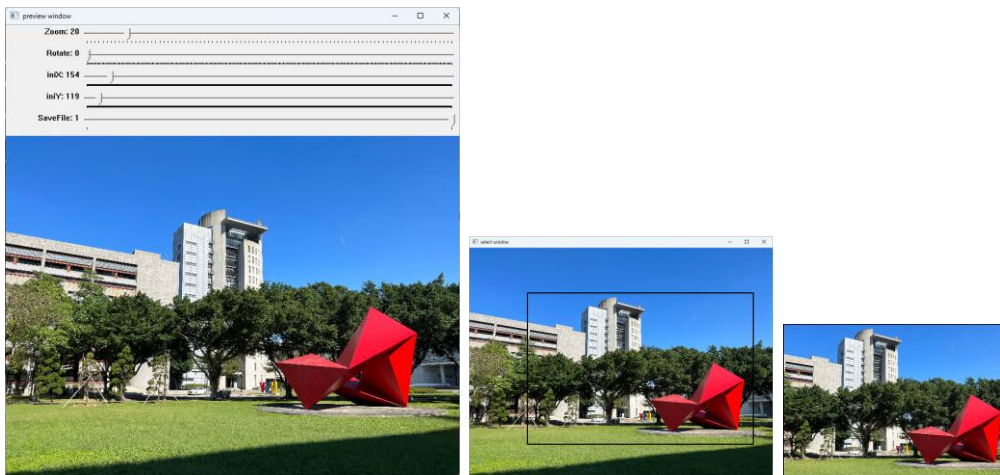 preview window
Zoom: 20
Rotate: 0
iniX: 154
iniY: 119
SaveFile: 1
select window